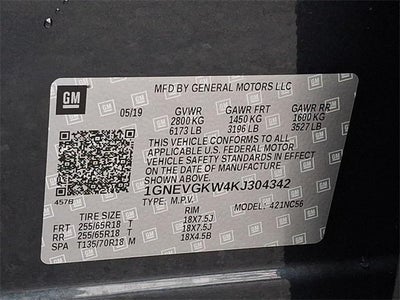 GM
MFD BY GENERAL MOTORS LLC
05/19 GVWR GAWR FRT GAWR RR
2800 KG 1450 KG 1600 KG
6173 LB 3196 LB 3527 LB
THIS VEHICLE CONFORMS TO ALL
APPLICABLE U.S. FEDERAL MOTOR
VEHICLE SAFETY STANDARDS IN EFFECT
ON THE DATE OF MANUFACTURE
SHOWN ABOVE.
1GNEVGKW4KJ304342
457B TYPE: M.P.V. MODEL: 421NC56
TIRE SIZE RIM
FRT 255/65R18 T 18X7.5J
RR 255/65R18 T 18X7.5J
SPA T135/70R18 M 18X4.5B